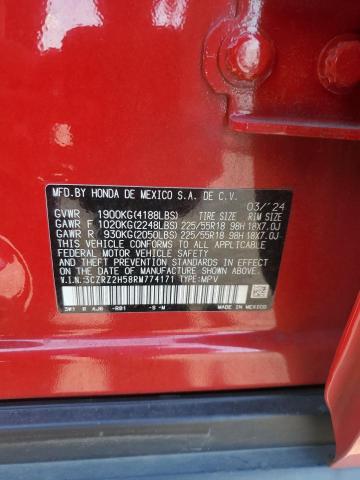 MFD.BY HONDA DE MEXICO S.A. DE C.V.
03/'24
GVWR 1900KG(4188LBS) TIRE SIZE RIM SIZE
GAWR F 1020KG(2248LBS) 225/55R18 98H 18X7.0J
GAWR R 930KG(2050LBS) 225/55R18 98H 18X7.0J
THIS VEHICLE CONFORMS TO ALL APPLICABLE
FEDERAL MOTOR VEHICLE SAFETY AND
THEFT PREVENTION STANDARDS IN EFFECT ON
THE DATE OF MANUFACTURE SHOWN ABOVE.
V.I.N.:3CZRZ2H58RM774171 TYPE:MPV
3W1 R AJ6 -R81 -S-M
MADE IN
MEXICO